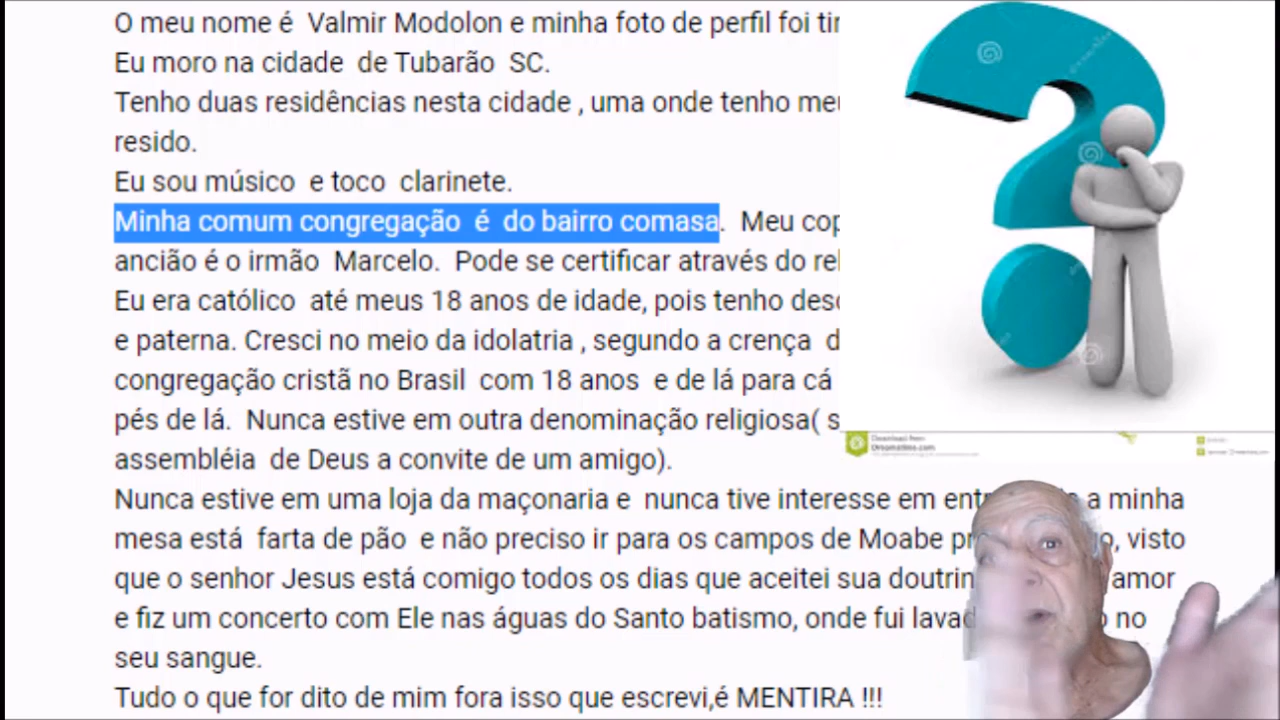 O meu nome é Valmir Modolon e minha foto de perfil foi
Eu moro na cidade de Tubarão SC.
Tenho duas residências nesta cidade , uma onde tenho
resido.
Eu sou músico e toco clarinete.
Minha comum congregação é do bairro comasa. Meu
ancião é o irmão Marcelo. Pode se certificar através do
Eu era católico até meus 18 anos de idade, pois tenho
e paterna. Cresci no meio da idolatria , segundo a crença
congregação cristã no Brasil com 18 anos e de lá para cá
pés de lá. Nunca estive em outra denominação religiosa(
assembléia de Deus a convite de um amigo).
Nunca estive em uma loja da maçonaria e nunca tive interesse em a minha
mesa está farta de pão e não preciso ir para os campos de Moabe visto
que o senhor Jesus está comigo todos os dias que aceitei sua amor
e fiz um concerto com Ele nas águas do Santo batismo, onde fui no
seu sangue.
Tudo o que for dito de mim fora isso que escrevi,é MENTIRA !!!
Download from
Dreamstime.com